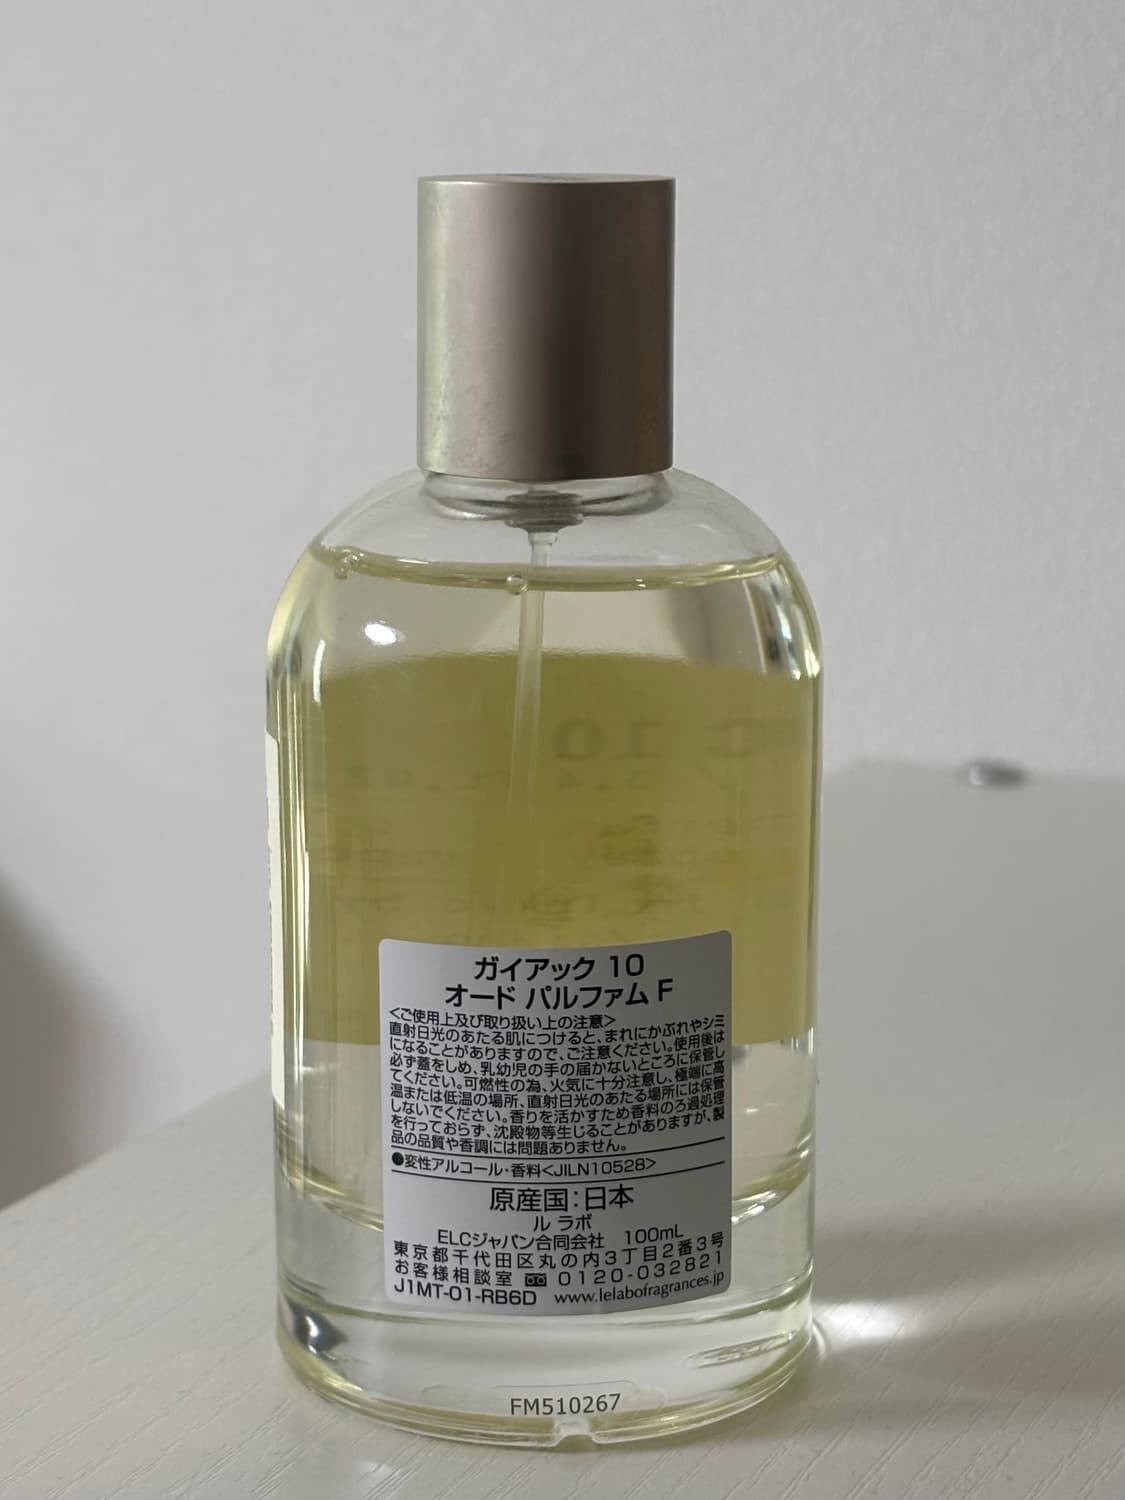 ガイアック 10
オード パルファム F
<ご使用上及び取り扱い上の注意>
直射日光のあたる肌につけると、まれにかぶれやシミ
になることがありますので、ご注意ください。使用後は
必ず蓋をしめ、乳幼児の手の届かないところに保管し
てください。可燃性の為、火気に十分注意し、極端に高
温または低温の場所、直射日光のあたる場所には保管
しないでください。香りを活かすため香料のろ過処理
を行っておらず、沈殿物等生じることがありますが、製
品の品質や香調には問題ありません。
●変性アルコール・香料<JILN10528>
原産国:日本
ル ラボ
ELCジャパン合同会社 100mL
東京都千代田区丸の内3丁目2番3号
お客様相談室 0120-032821
J1MT-01-RB6D www.lelabofragrances.jp
FM510267